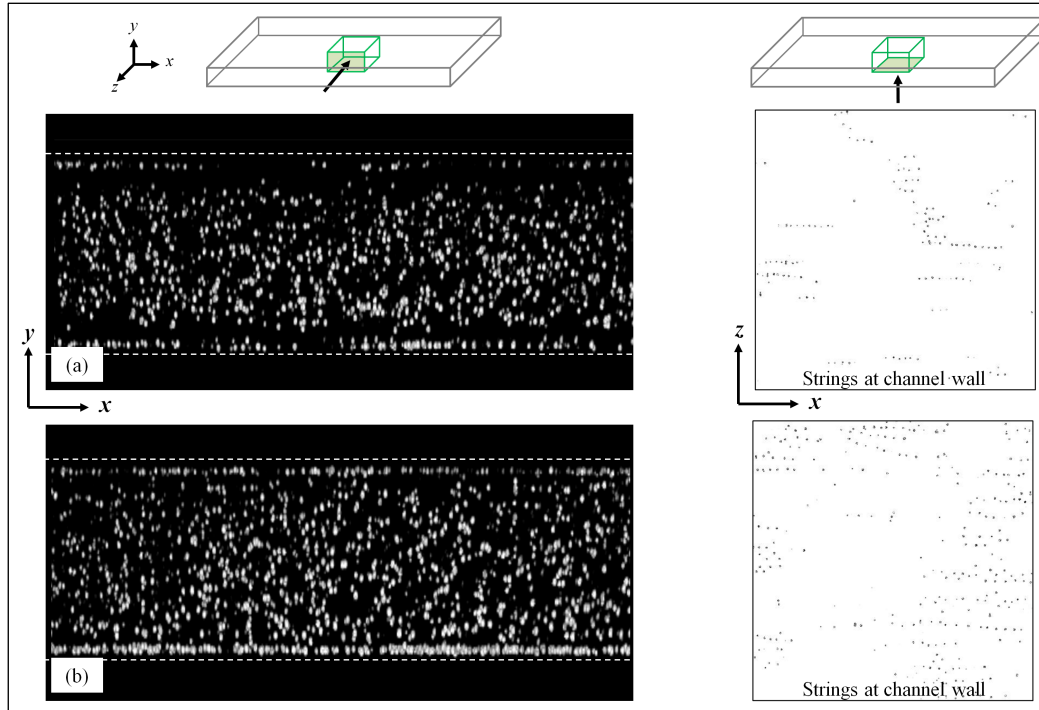 y
x
z
y
x
(a)
z
x
Strings at channel wall
(b)
Strings at channel wall